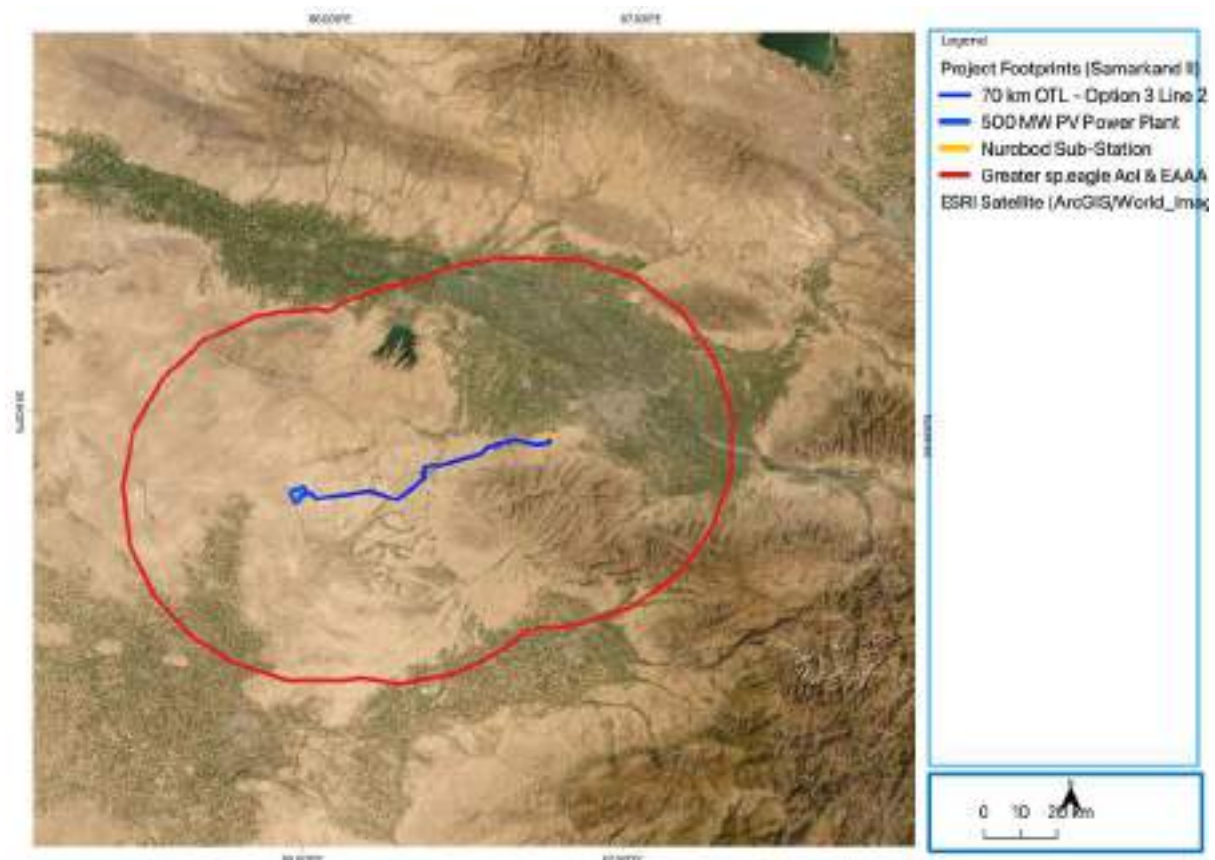 Legend
Project Footprints (Samarkand II)
70 km OTL - Option 3 Line 2
500 MW PV Power Plant
Nurobod Sub-Station
Greater sp.eagle AoI & EAAA
ESRI Satellite (ArcGIS/World_Imag
0 10 20 km